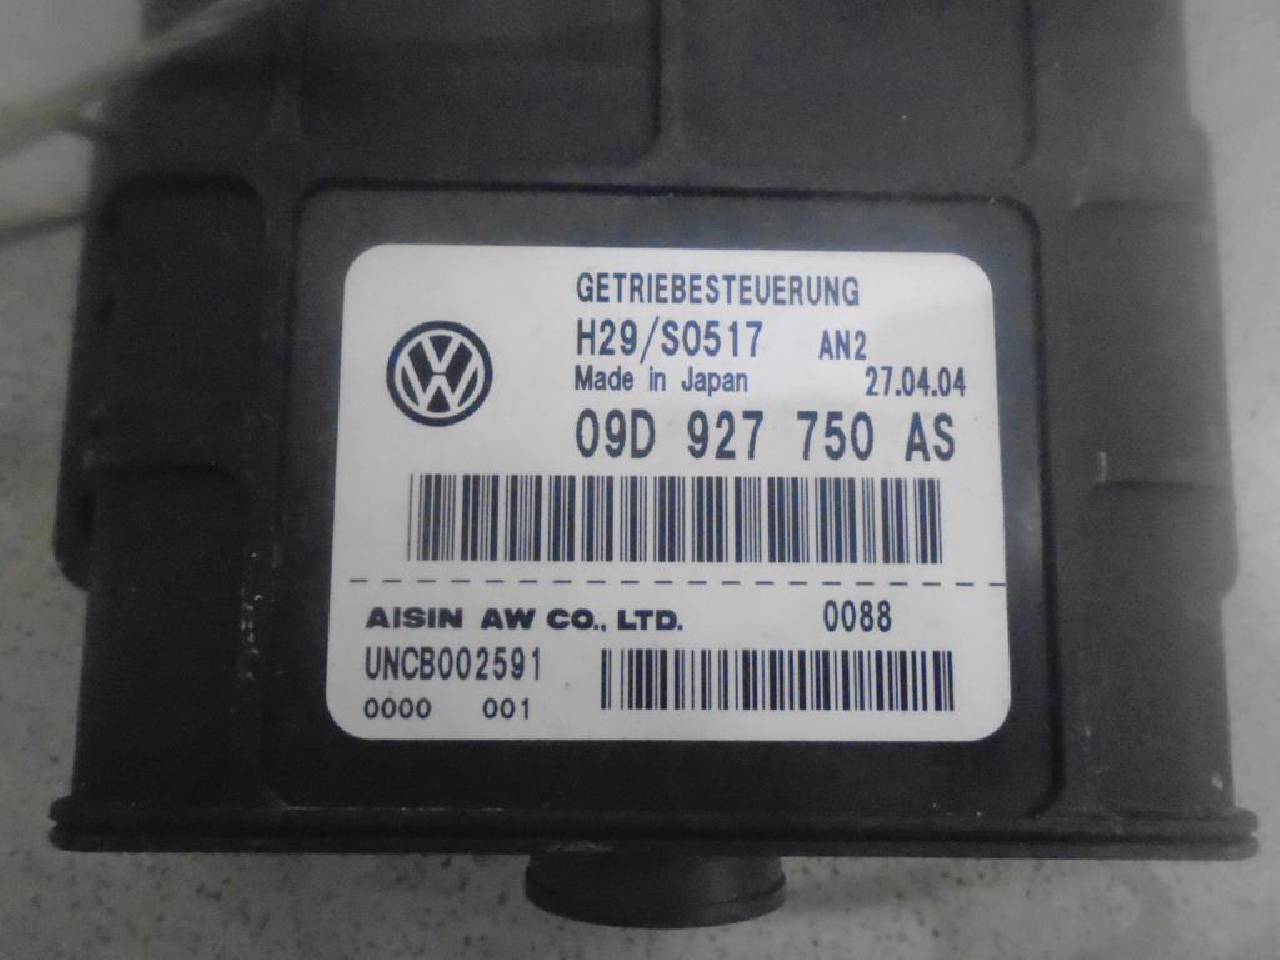 GETRIEBESTEUERUNG
H29/S0517 AN2
Made in Japan 27.04.04
09D 927 750 AS
AISIN AW CO., LTD. 0088
UNCB002591
0000 001